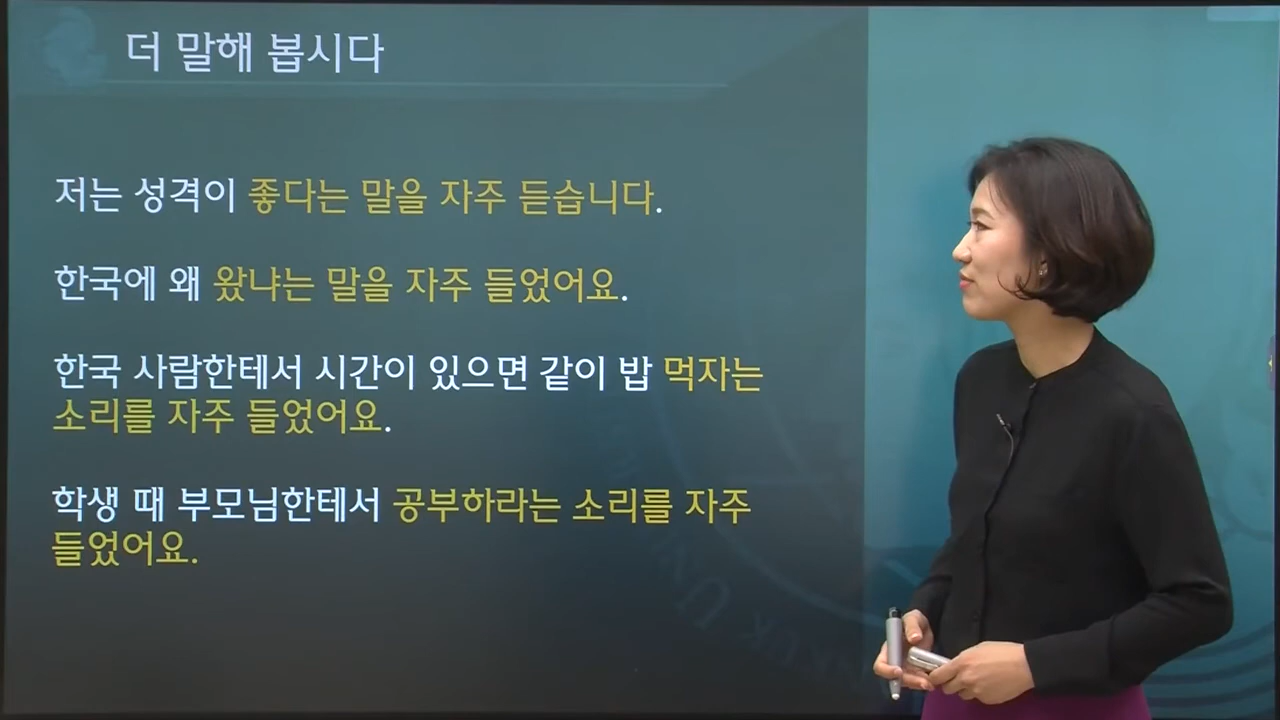 더 말해 봅시다
저는 성격이 좋다는 말을 자주 듣습니다.
한국에 왜 왔냐는 말을 자주 들었어요.
한국 사람한테서 시간이 있으면 같이 밥 먹자는
소리를 자주 들었어요.
학생 때 부모님한테서 공부하라는 소리를 자주
들었어요.